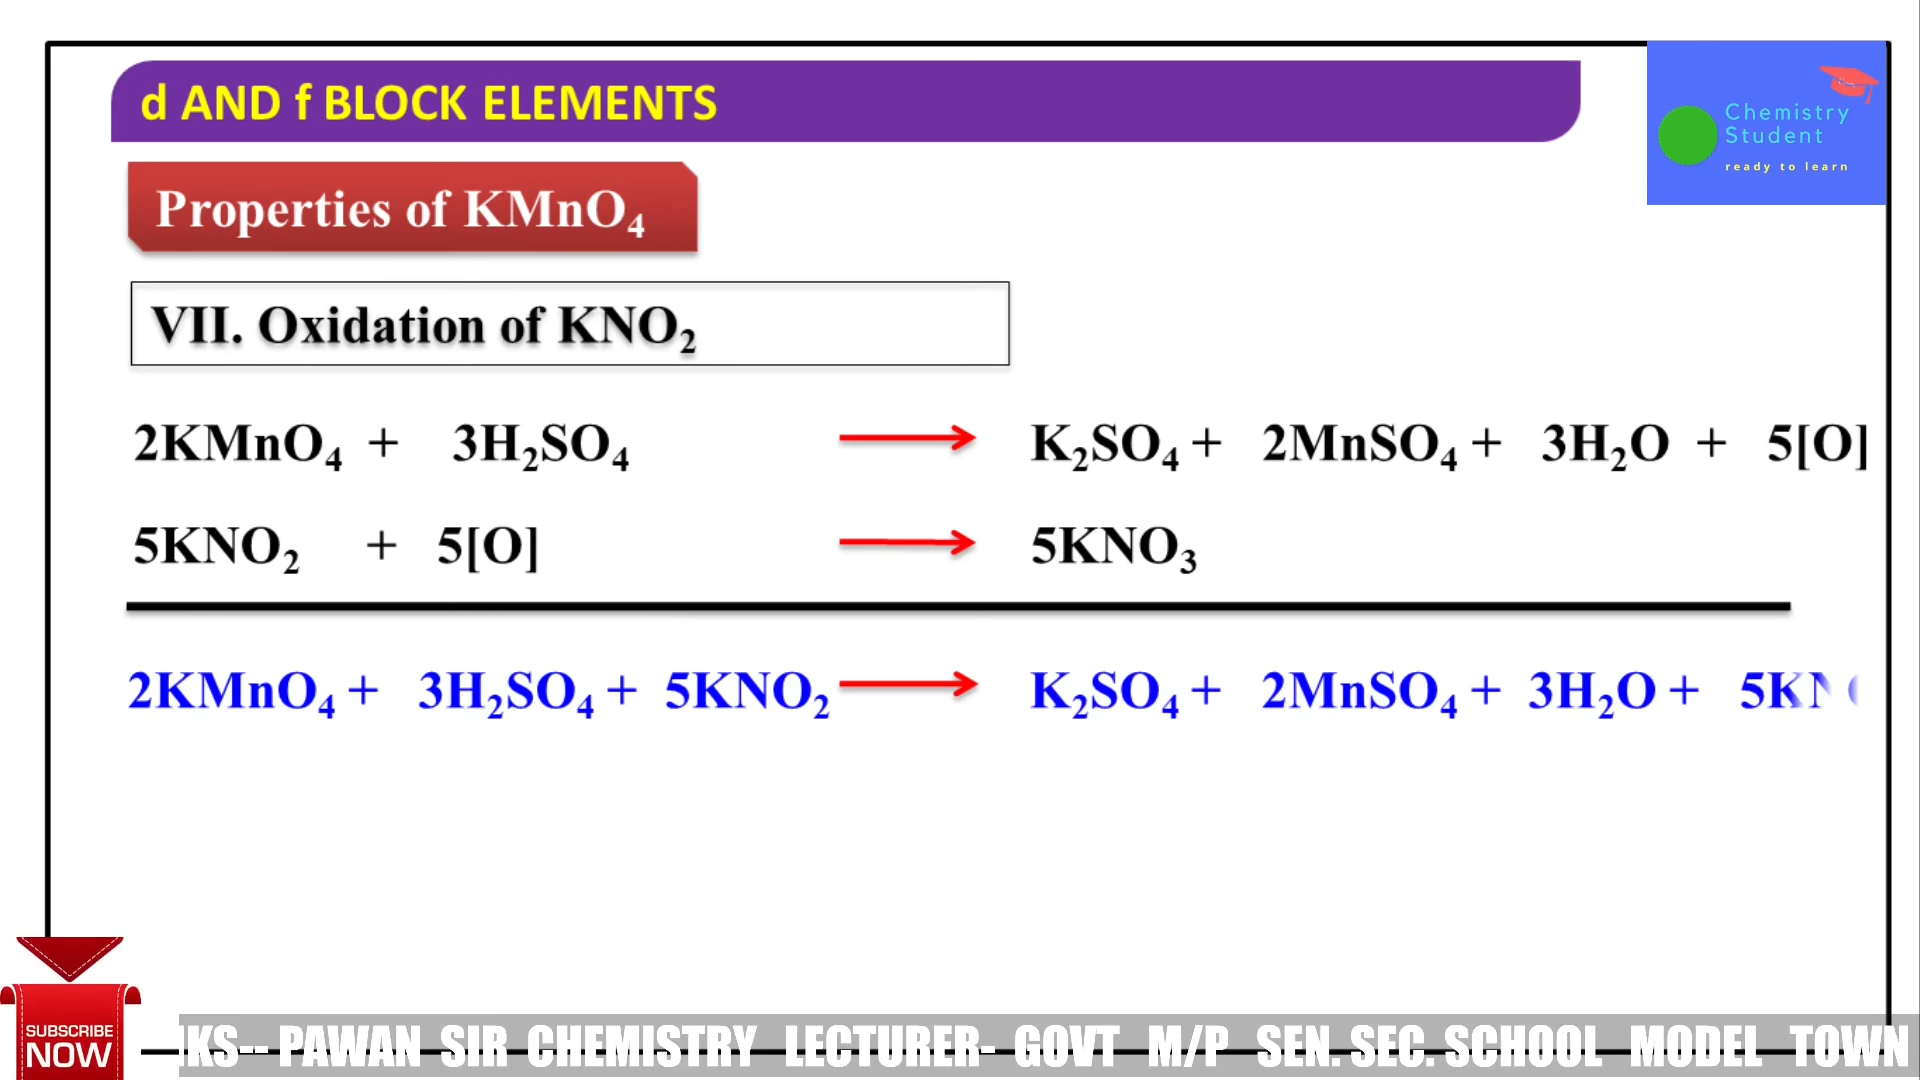 d AND f BLOCK ELEMENTS
Chemistry
Student
ready to learn
Properties of KMnO₄
VII. Oxidation of KNO₂
2KMnO₄ + 3H₂SO₄ → K₂SO₄ + 2MnSO₄ + 3H₂O + 5[O]
5KNO₂ + 5[O] → 5KNO₃
2KMnO₄ + 3H₂SO₄ + 5KNO₂ → K₂SO₄ + 2MnSO₄ + 3H₂O + 5KN
SUBSCRIBE
NOW
KS-- PAWAN SIR CHEMISTRY LECTURER- GOVT M/P SEN. SEC. SCHOOL MODEL TOWN